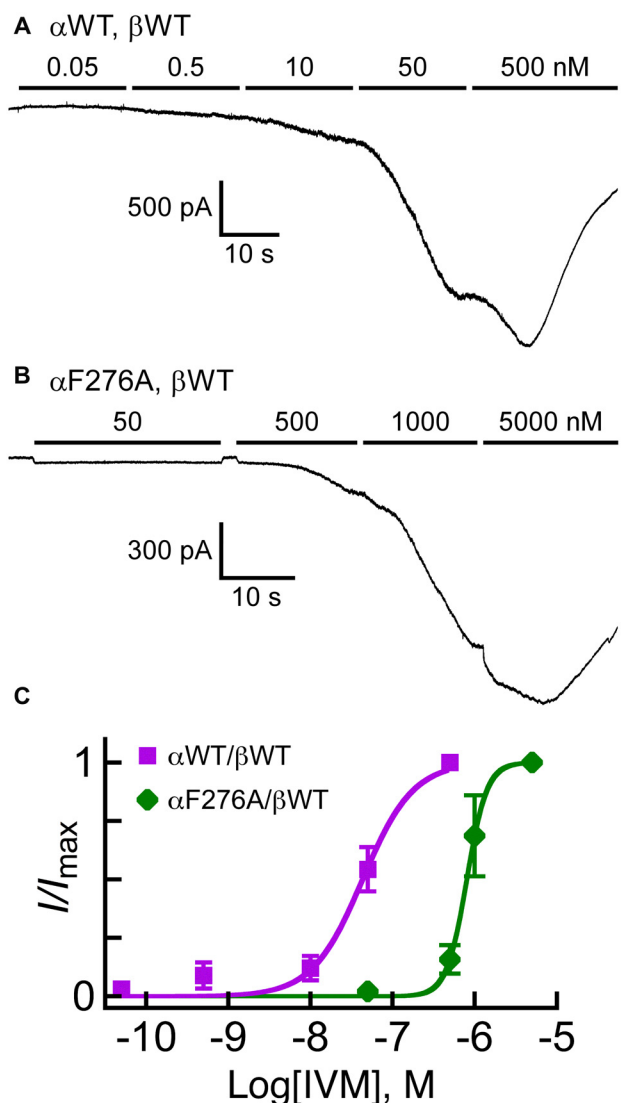 A αWT, βWT
0.05 0.5 10 50 500 nM
500 pA
10 s
B αF276A, βWT
50 500 1000 5000 nM
300 pA
10 s
C
1
αWT/βWT
αF276A/βWT
I/Imax
0
-10 -9 -8 -7 -6 -5
Log[IVM], M